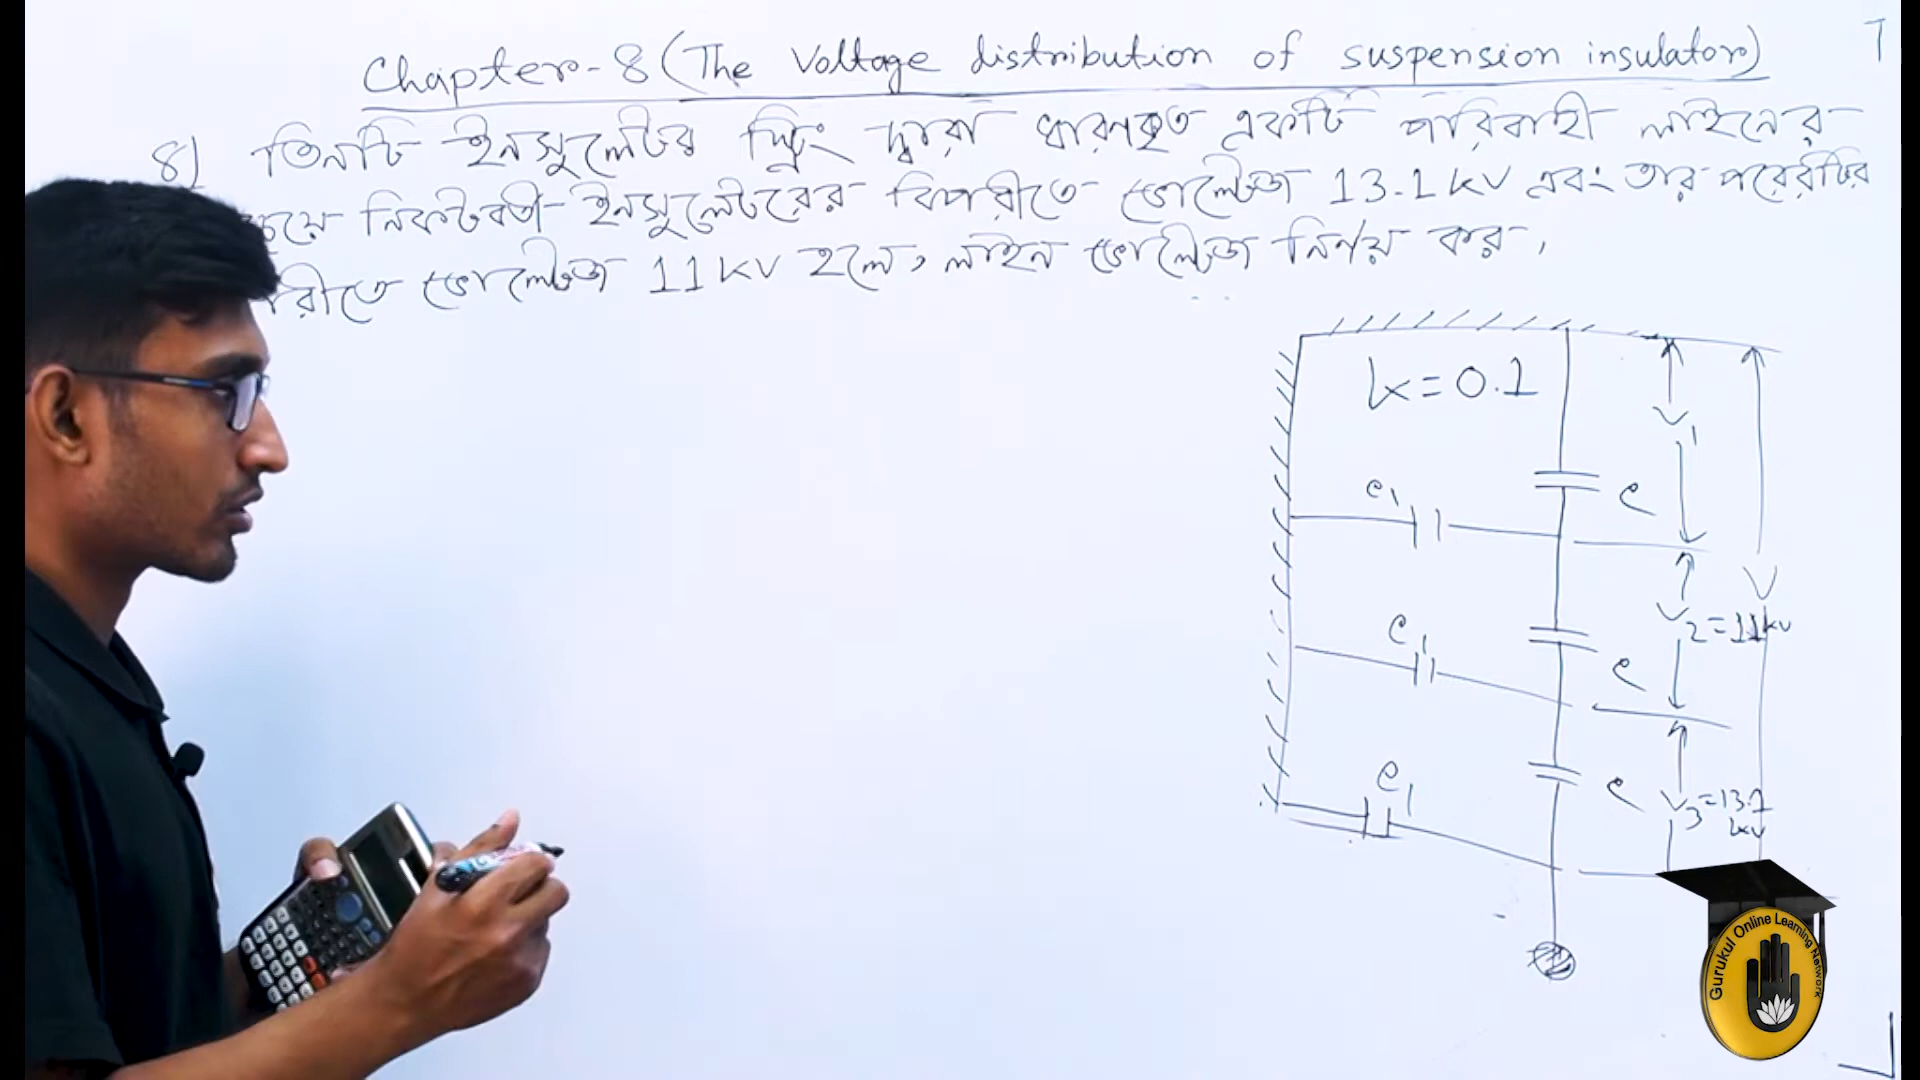 Chapter-8 (The Voltage distribution of suspension insulator)
8) তিনটি ইনসুলেটর স্ট্রিং দ্বারা ধারণকৃত একটি পরিবাহী লাইনের
চেয়ে নিকটবর্তী ইনসুলেটরের বিপরীতে ভোল্টেজ 13.1 kV এবং তার পরেরটির
রীতে ভোল্টেজ 11 kV হলে, লাইন ভোল্টেজ নির্ণয় কর,
K = 0.1
V1
C1
C
V
V2 = 11kv
C1
C
C1
C
V3 = 13.1 kv
Gurukul Online Learning Network